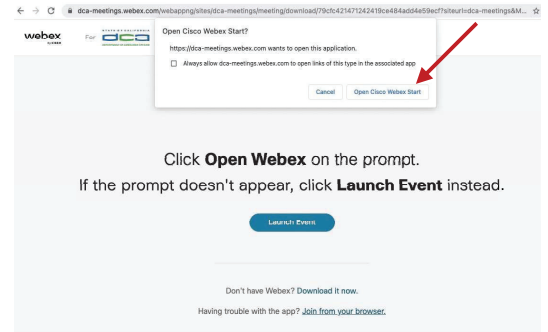 dca-meetings.webex.com/webappng/sites/dca-meetings/meeting/download/79cfc421471242419ce484add4e59ecf?siteurl=dca-meetings&M...
webex
by CISCO
For
dca
Open Cisco Webex Start?
https://dca-meetings.webex.com wants to open this application.
Always allow dca-meetings.webex.com to open links of this type in the associated app
Cancel
Open Cisco Webex Start
Click Open Webex on the prompt.
If the prompt doesn't appear, click Launch Event instead.
Launch Event
Don't have Webex? Download it now.
Having trouble with the app? Join from your browser.